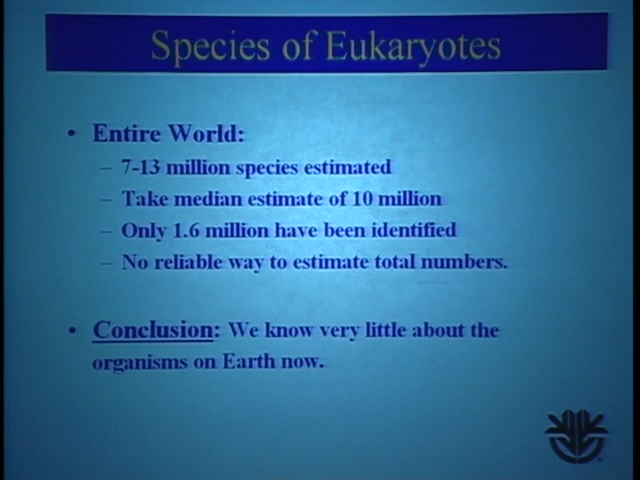 Species of Eukaryotes
• Entire World:
– 7-13 million species estimated
– Take median estimate of 10 million
– Only 1.6 million have been identified
– No reliable way to estimate total numbers.
• Conclusion: We know very little about the
organisms on Earth now.